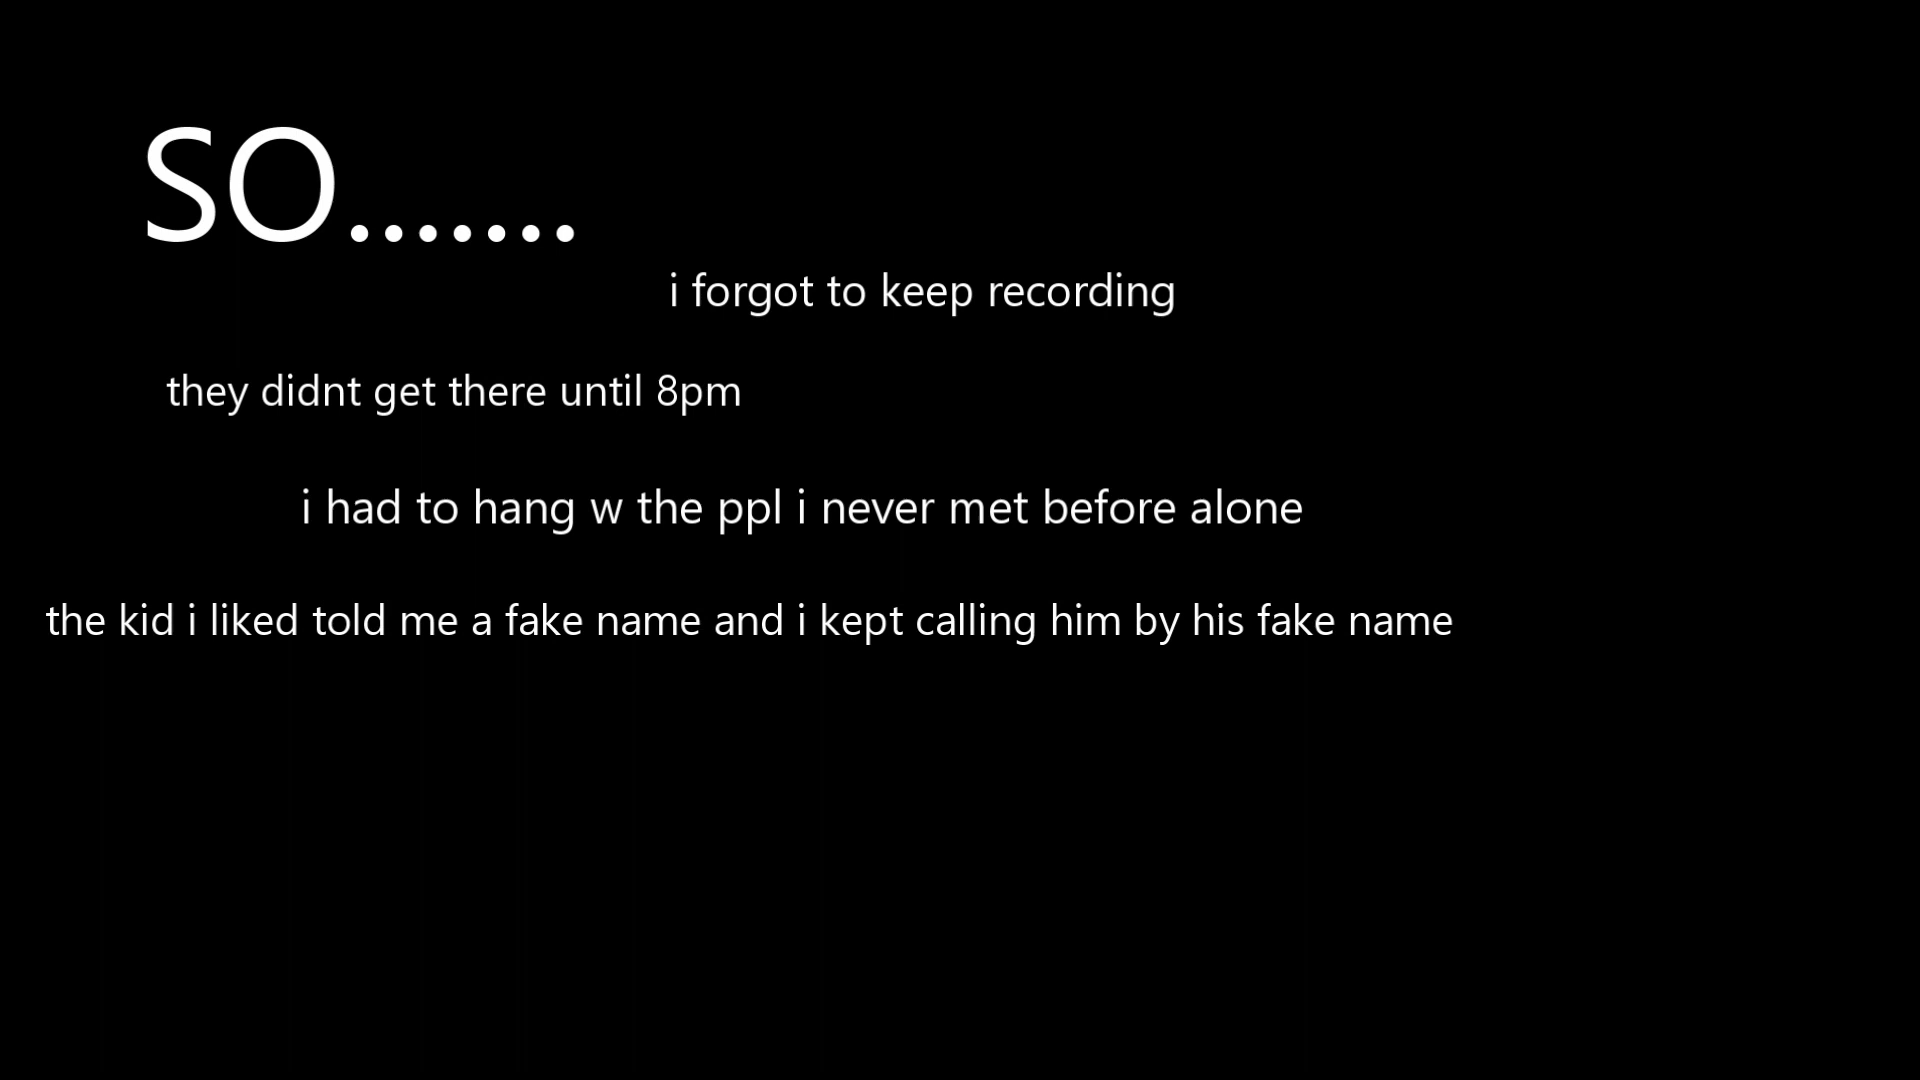 SO.......
i forgot to keep recording
they didnt get there until 8pm
i had to hang w the ppl i never met before alone
the kid i liked told me a fake name and i kept calling him by his fake name